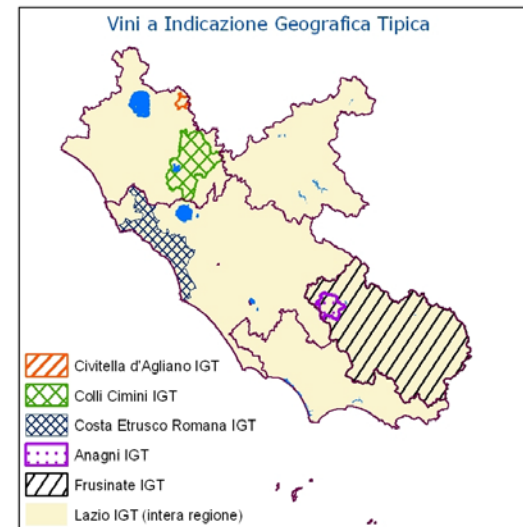 Vini a Indicazione Geografica Tipica
Civitella d'Agliano IGT
Colli Cimini IGT
Costa Etrusco Romana IGT
Anagni IGT
Frusinate IGT
Lazio IGT (intera regione)